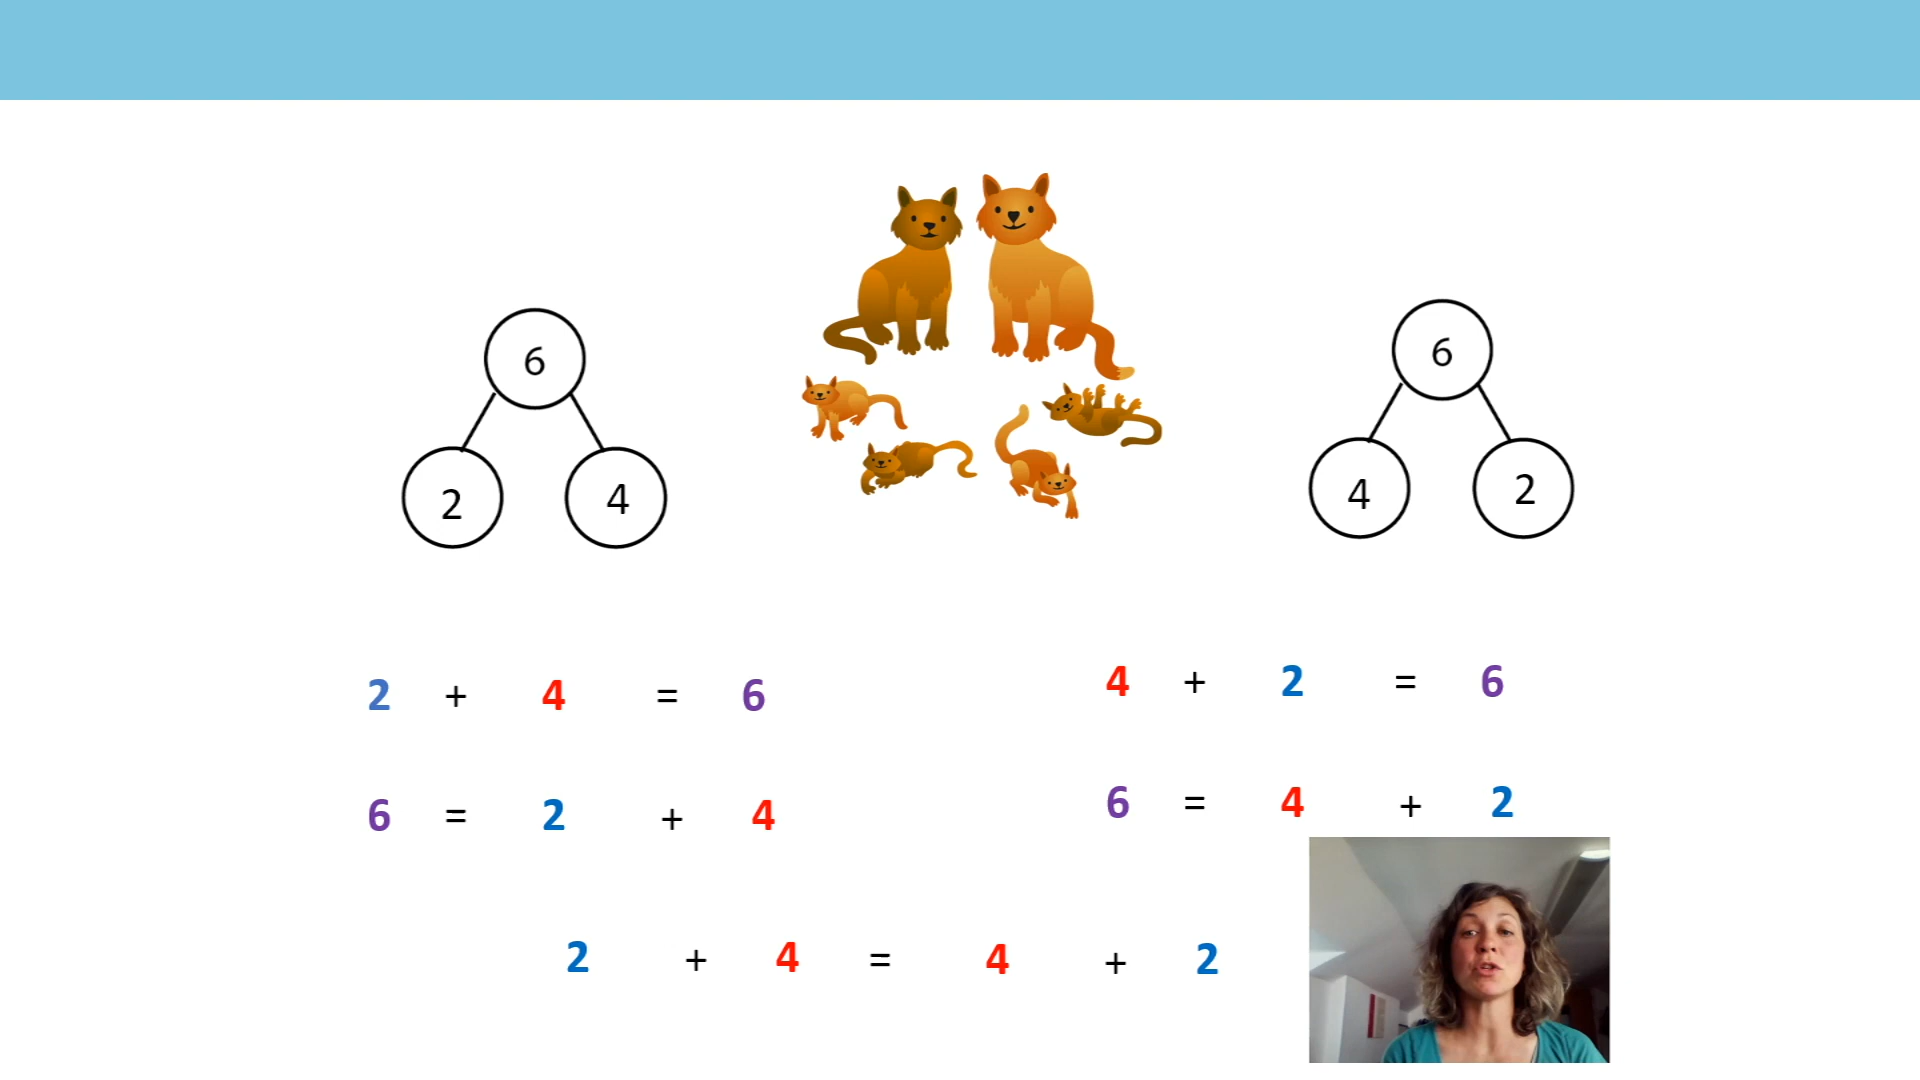 6
6
2 4
4 2
2 + 4 = 6
4 + 2 = 6
6 = 2 + 4
6 = 4 + 2
2 + 4 = 4 + 2